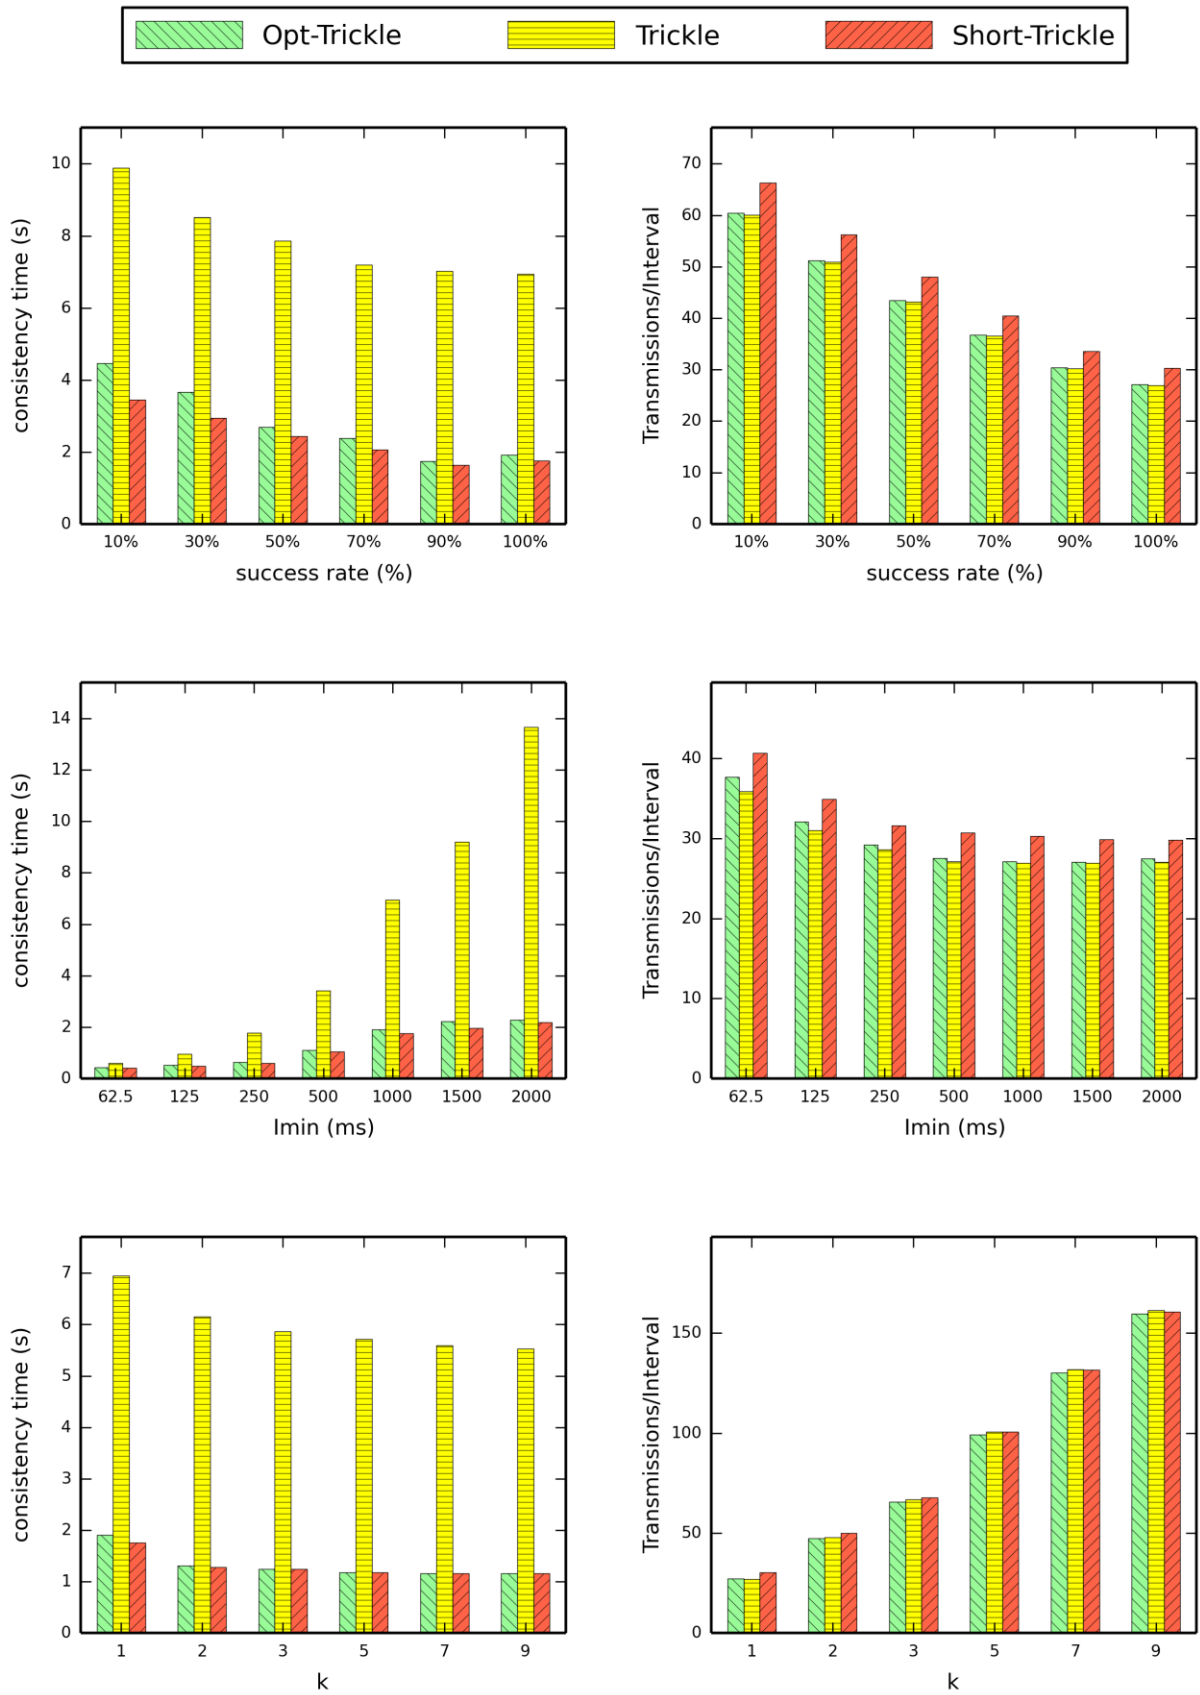 Opt-Trickle Trickle Short-Trickle
consistency time (s)
10
8
6
4
2
0
10% 30% 50% 70% 90% 100%
success rate (%)
Transmissions/Interval
70
60
50
40
30
20
10
0
10% 30% 50% 70% 90% 100%
success rate (%)
consistency time (s)
14
12
10
8
6
4
2
0
62.5 125 250 500 1000 1500 2000
Imin (ms)
Transmissions/Interval
40
30
20
10
0
62.5 125 250 500 1000 1500 2000
Imin (ms)
consistency time (s)
7
6
5
4
3
2
1
0
1 2 3 5 7 9
k
Transmissions/Interval
150
100
50
0
1 2 3 5 7 9
k